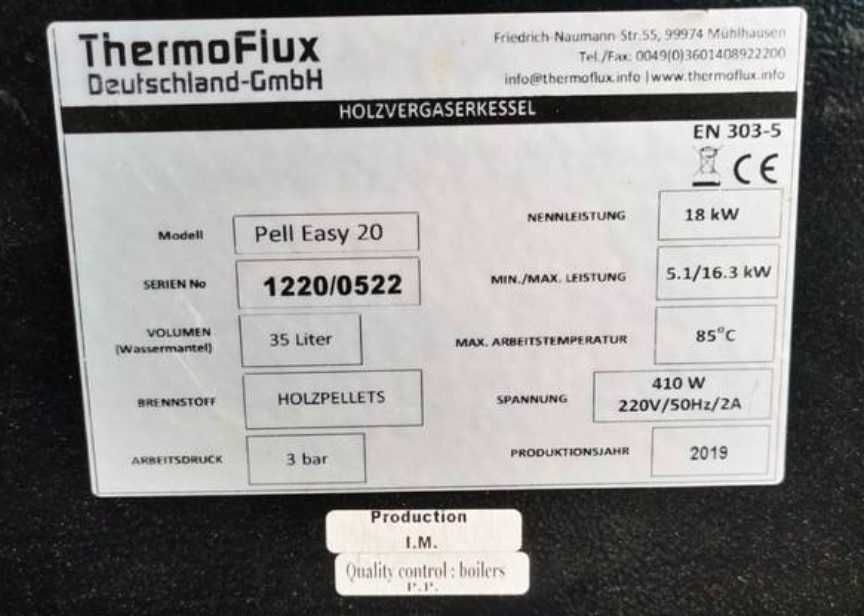 ThermoFlux
Deutschland-GmbH
Friedrich-Naumann-Str.55, 99974 Mühlhausen
Tel./Fax: 0049(0)3601408922200
info@thermoflux.info | www.thermoflux.info
HOLZVERGASERKESSEL
EN 303-5
CE
Modell Pell Easy 20
SERIEN No 1220/0522
VOLUMEN
(Wassermantel) 35 Liter
BRENNSTOFF HOLZPELLETS
ARBEITSDRUCK 3 bar
NENNLEISTUNG 18 kW
MIN./MAX. LEISTUNG 5.1/16.3 kW
MAX. ARBEITSTEMPERATUR 85°C
SPANNUNG 410 W
220V/50Hz/2A
PRODUKTIONSJAHR 2019
Production
I.M.
Quality control : boilers
P.P.